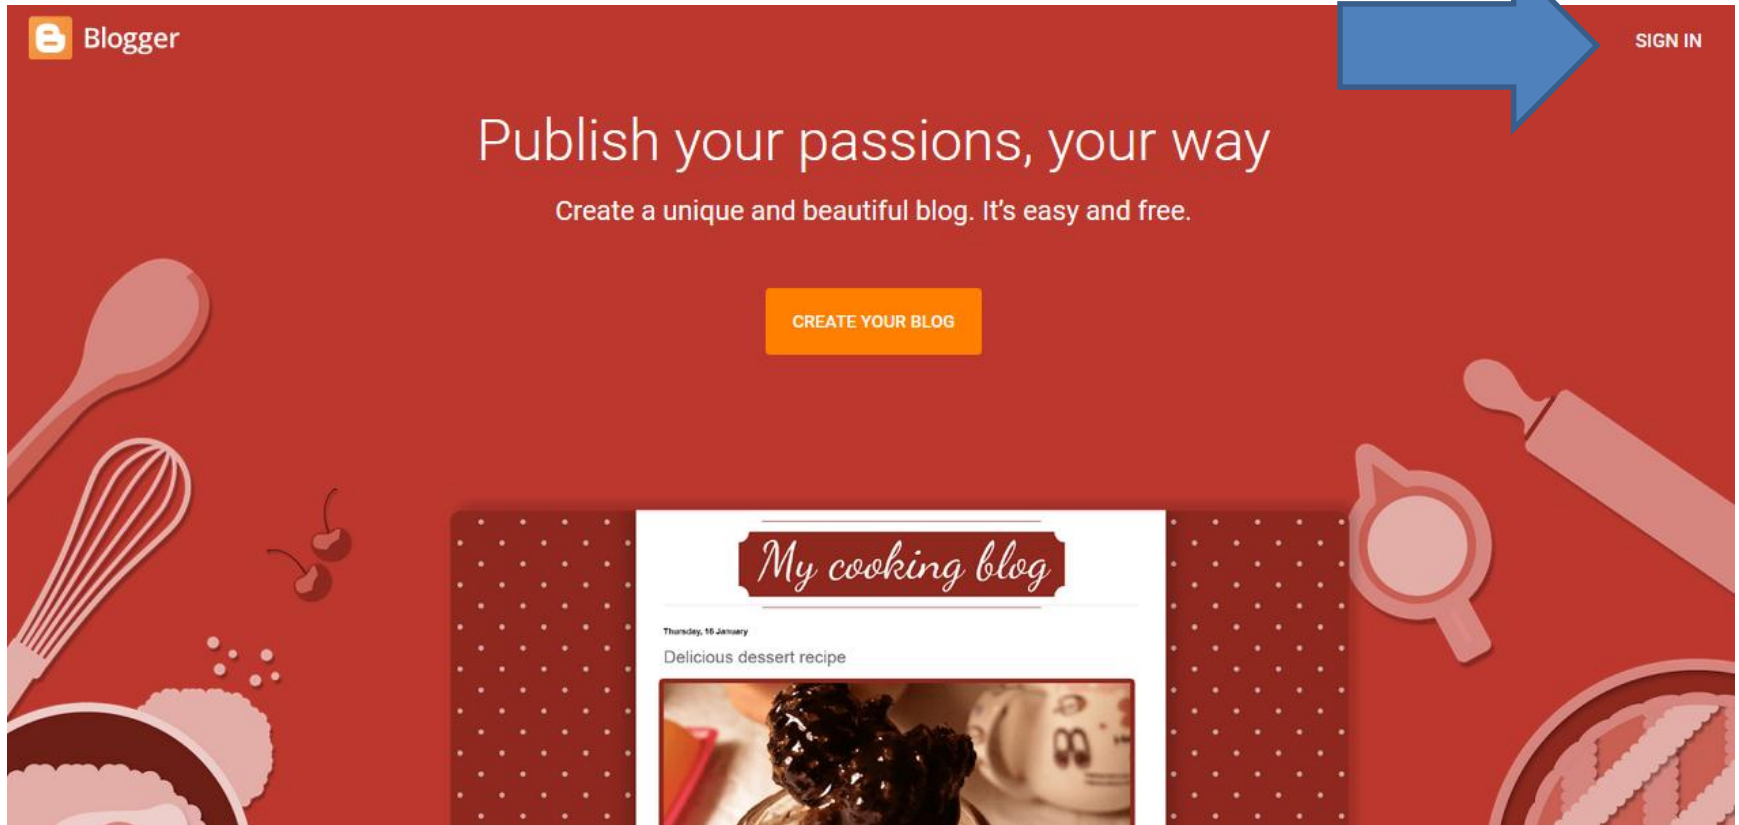 Blogger
SIGN IN
Publish your passions, your way
Create a unique and beautiful blog. It's easy and free.
CREATE YOUR BLOG
My cooking blog
Thursday, 16 January
Delicious dessert recipe